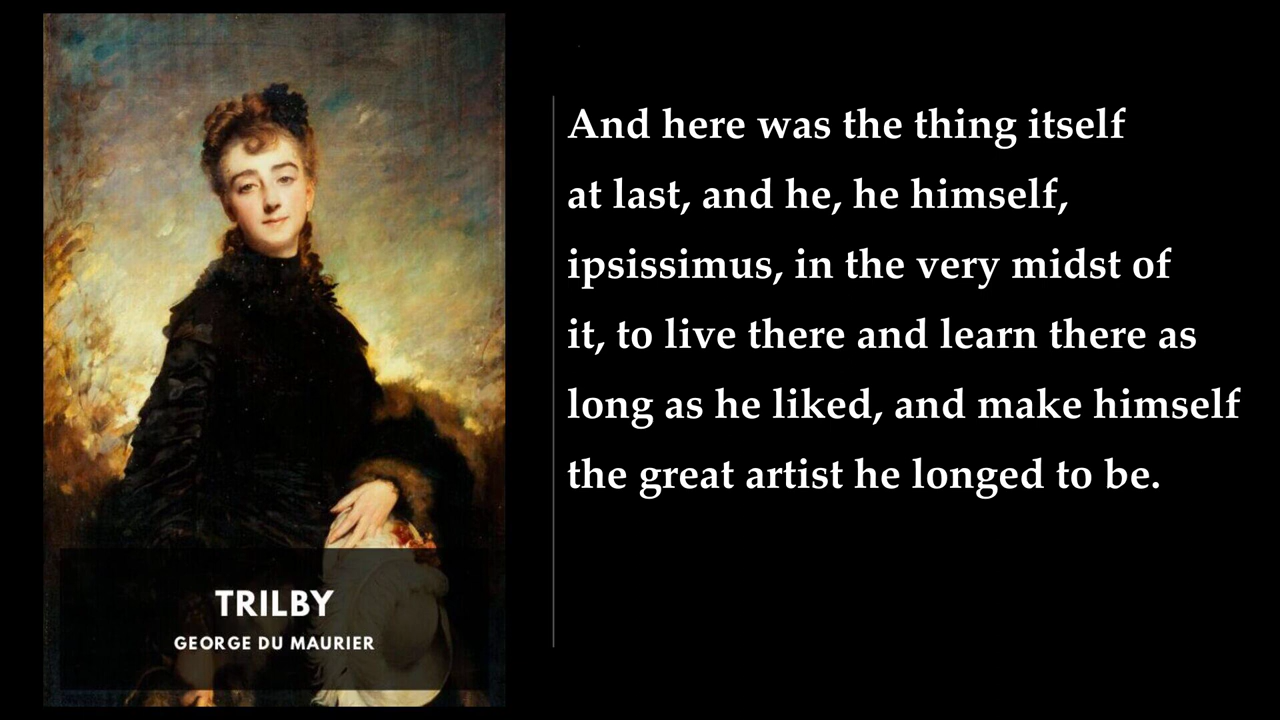 TRILBY
GEORGE DU MAURIER
And here was the thing itself
at last, and he, he himself,
ipsissimus, in the very midst of
it, to live there and learn there as
long as he liked, and make himself
the great artist he longed to be.